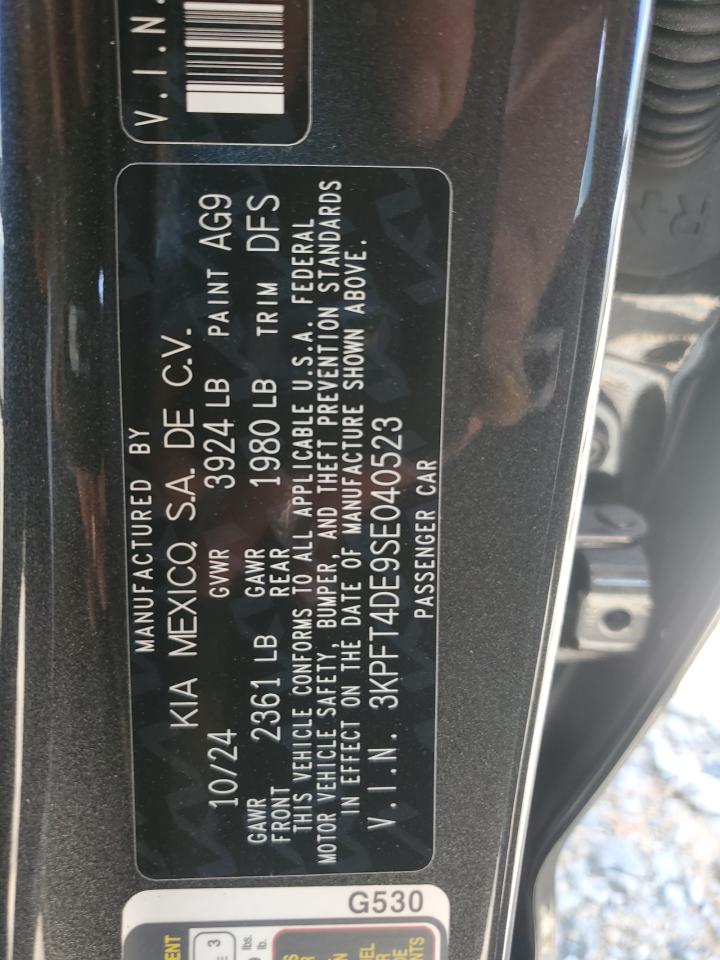 V.I.N.
MANUFACTURED BY
KIA MEXICO, S.A. DE C.V.
10/24 GVWR 3924 LB PAINT AG9
GAWR FRONT 2361 LB GAWR REAR 1980 LB TRIM DFS
THIS VEHICLE CONFORMS TO ALL APPLICABLE U.S.A. FEDERAL
MOTOR VEHICLE SAFETY, BUMPER, AND THEFT PREVENTION STANDARDS
IN EFFECT ON THE DATE OF MANUFACTURE SHOWN ABOVE.
V.I.N. 3KPFT4DE9SE040523
PASSENGER CAR
G530